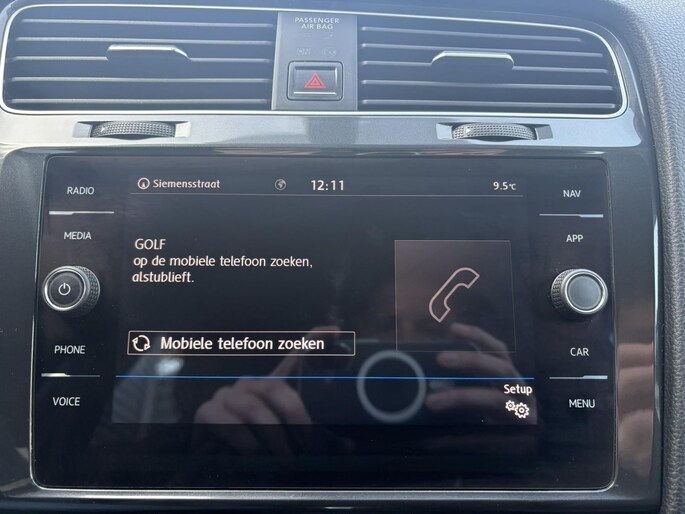 PASSENGER
AIR BAG
RADIO
MEDIA
PHONE
VOICE
Siemensstraat
12:11
9.5°C
GOLF
op de mobiele telefoon zoeken,
alstublieft.
Mobiele telefoon zoeken
Setup
NAV
APP
CAR
MENU